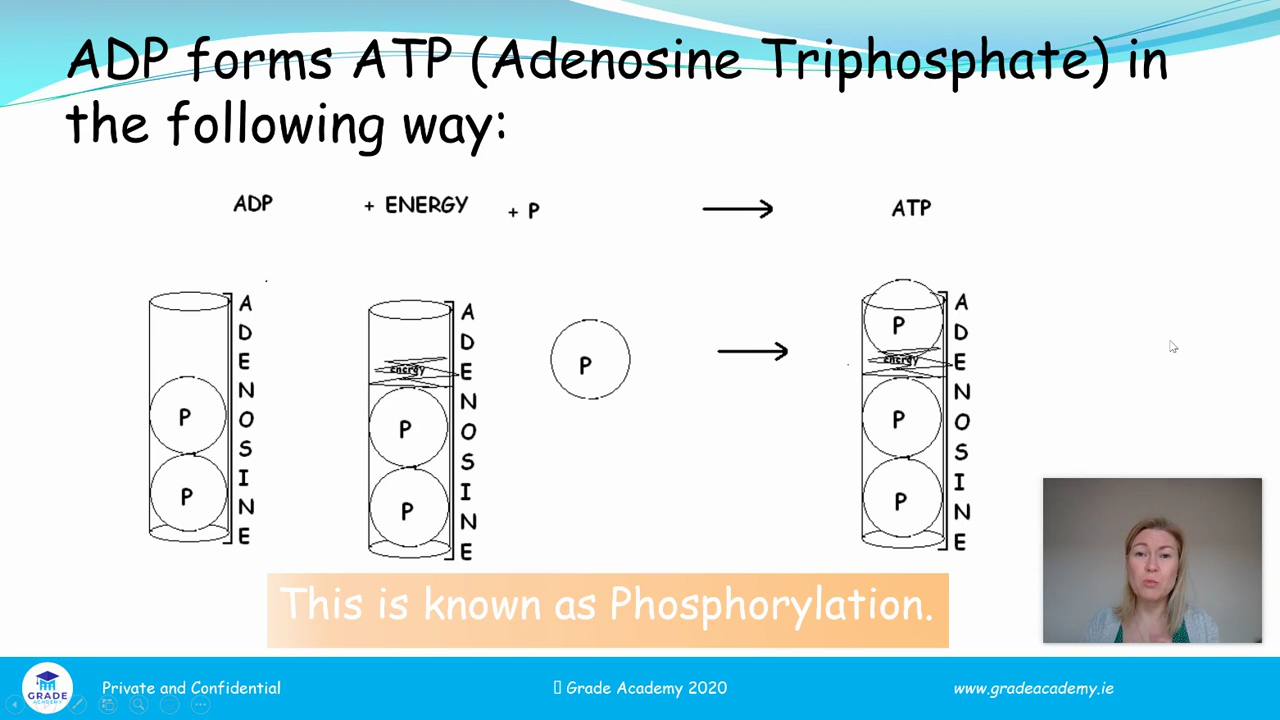 ADP forms ATP (Adenosine Triphosphate) in
the following way:
ADP + ENERGY + P ATP
P
P
ADENOSINE
energy
P
P
ADENOSINE
P
P
energy
P
P
ADENOSINE
This is known as Phosphorylation.
GRADE
ACADEMY
Private and Confidential
Grade Academy 2020
www.gradeacademy.ie